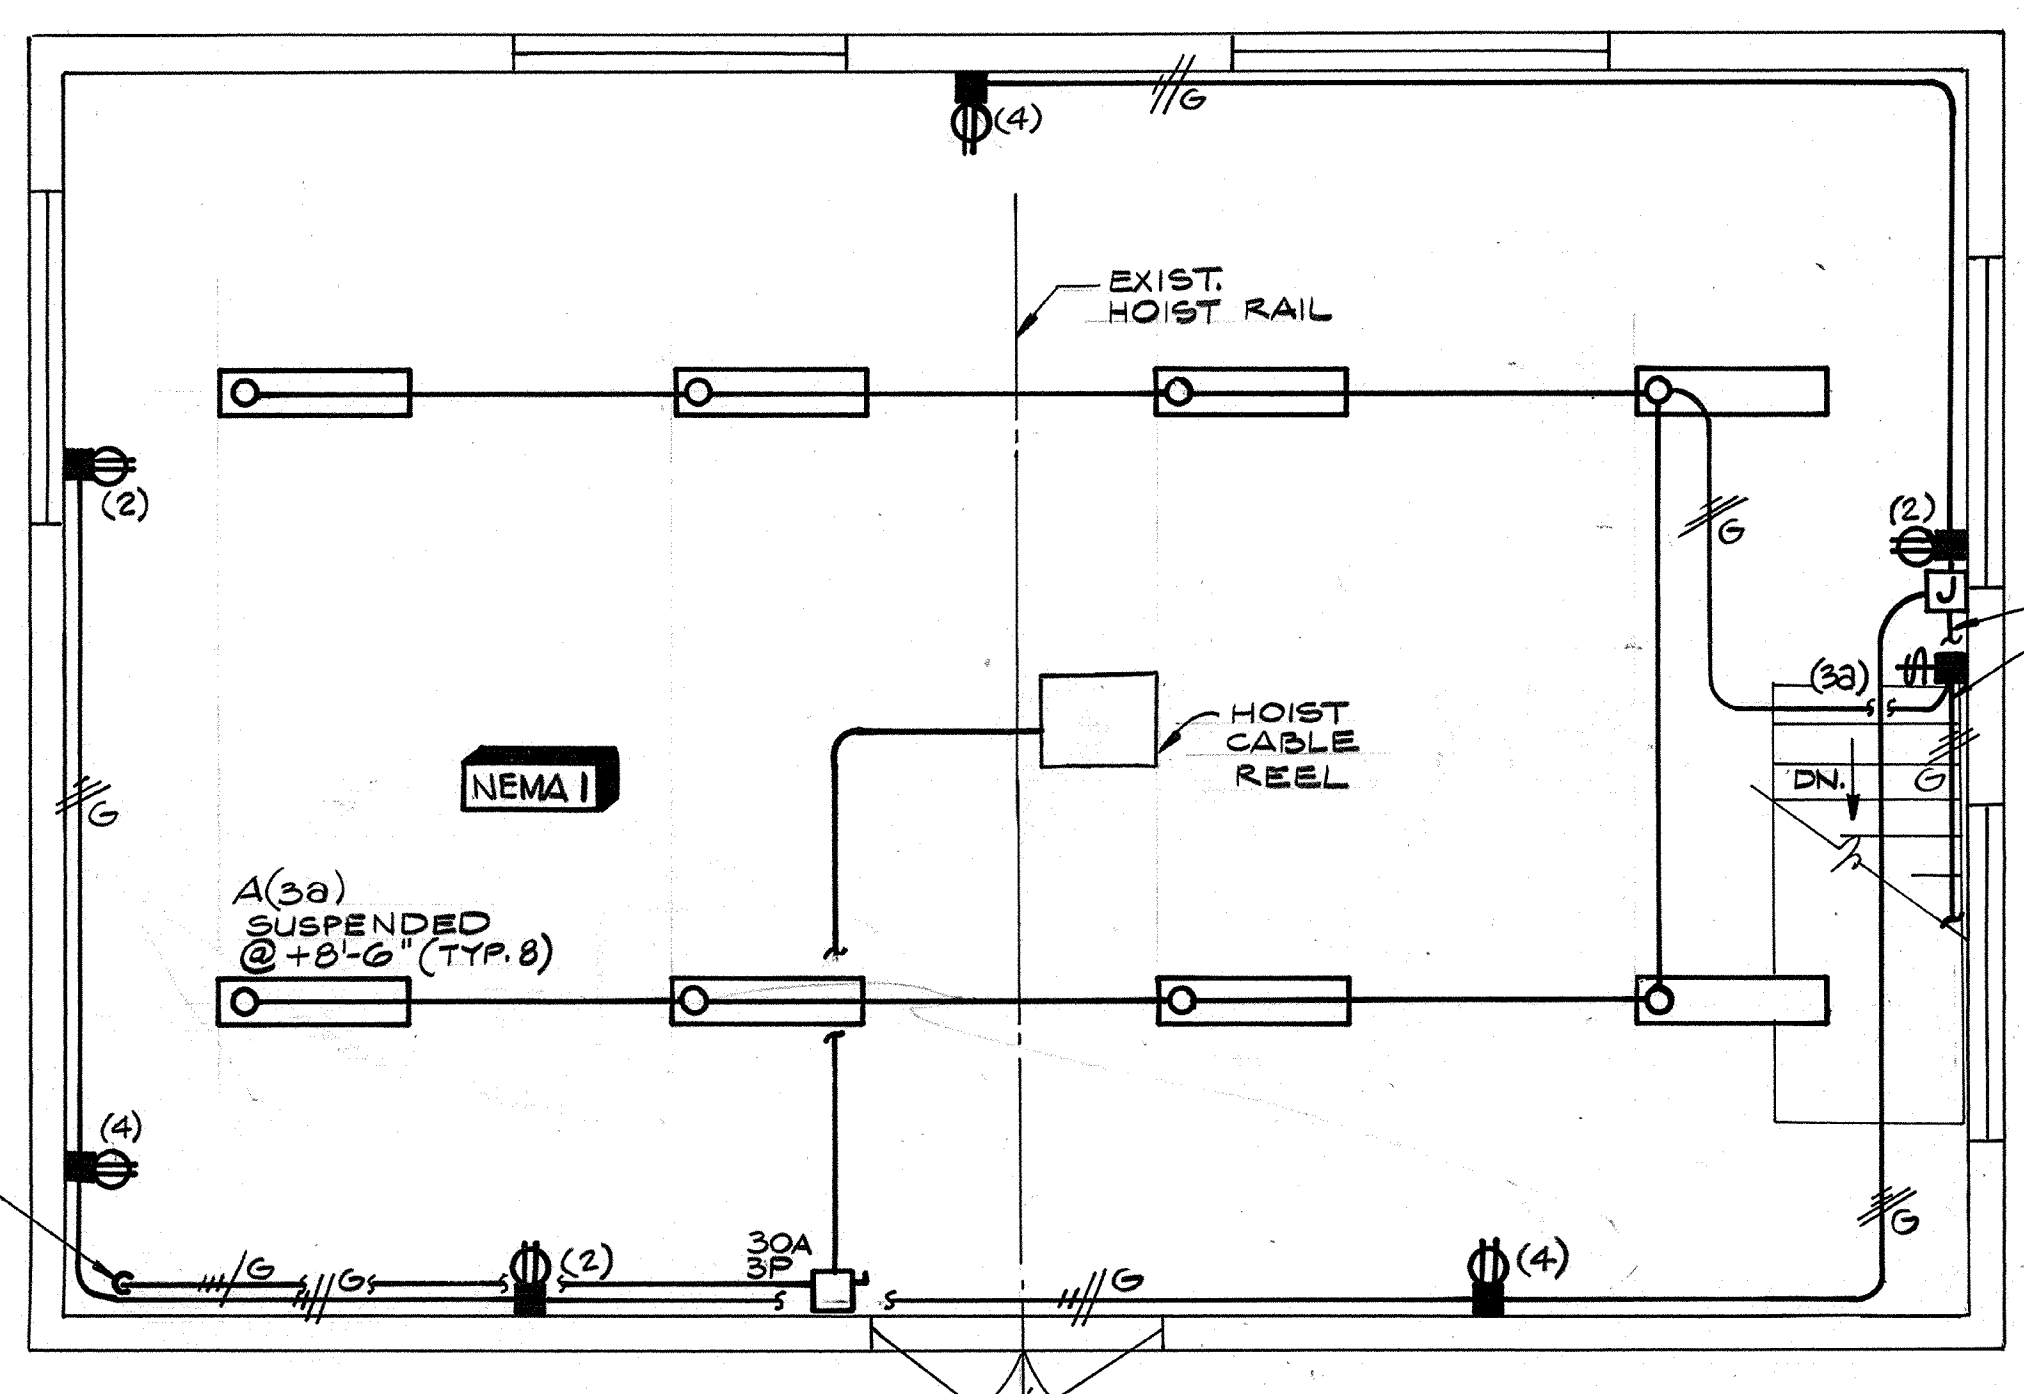 G
(4)
EXIST.
HOIST RAIL
(2)
G
(2)
J
(3a)
HOIST
CABLE
REEL
NEMA 1
DN.
G
G
A(3a)
SUSPENDED
@ +8'-6" (TYP. 8)
(4)
G
30A
3P
(2)
(4)
G
G
G